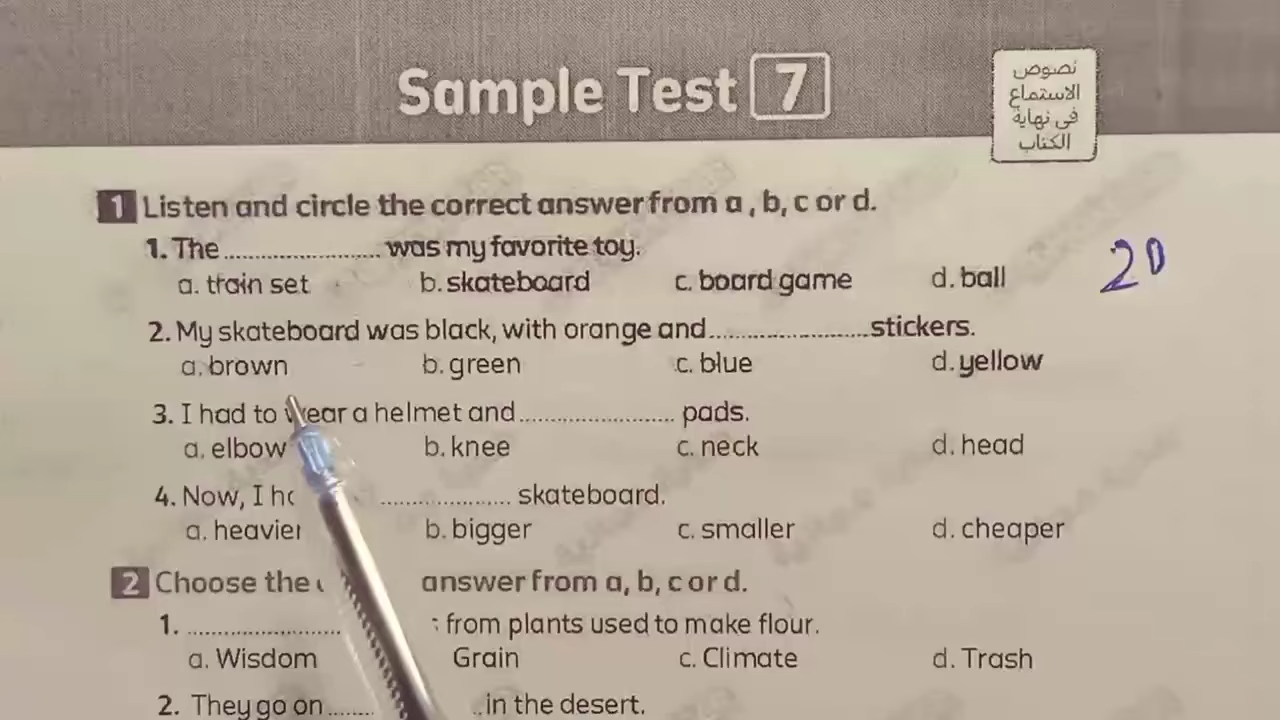 Sample Test 7
نصوص
الاستماع
فى نهاية
الكتاب
1 Listen and circle the correct answer from a , b, c or d.
1. The ........................ was my favorite toy.
a. train set b. skateboard c. board game d. ball
20
2. My skateboard was black, with orange and ........................ stickers.
a. brown b. green c. blue d. yellow
3. I had to wear a helmet and ........................ pads.
a. elbow b. knee c. neck d. head
4. Now, I ........................ skateboard.
a. heavier b. bigger c. smaller d. cheaper
2 Choose the answer from a, b, c or d.
1. ........................ from plants used to make flour.
a. Wisdom Grain c. Climate d. Trash
2. They go on ........................ in the desert.